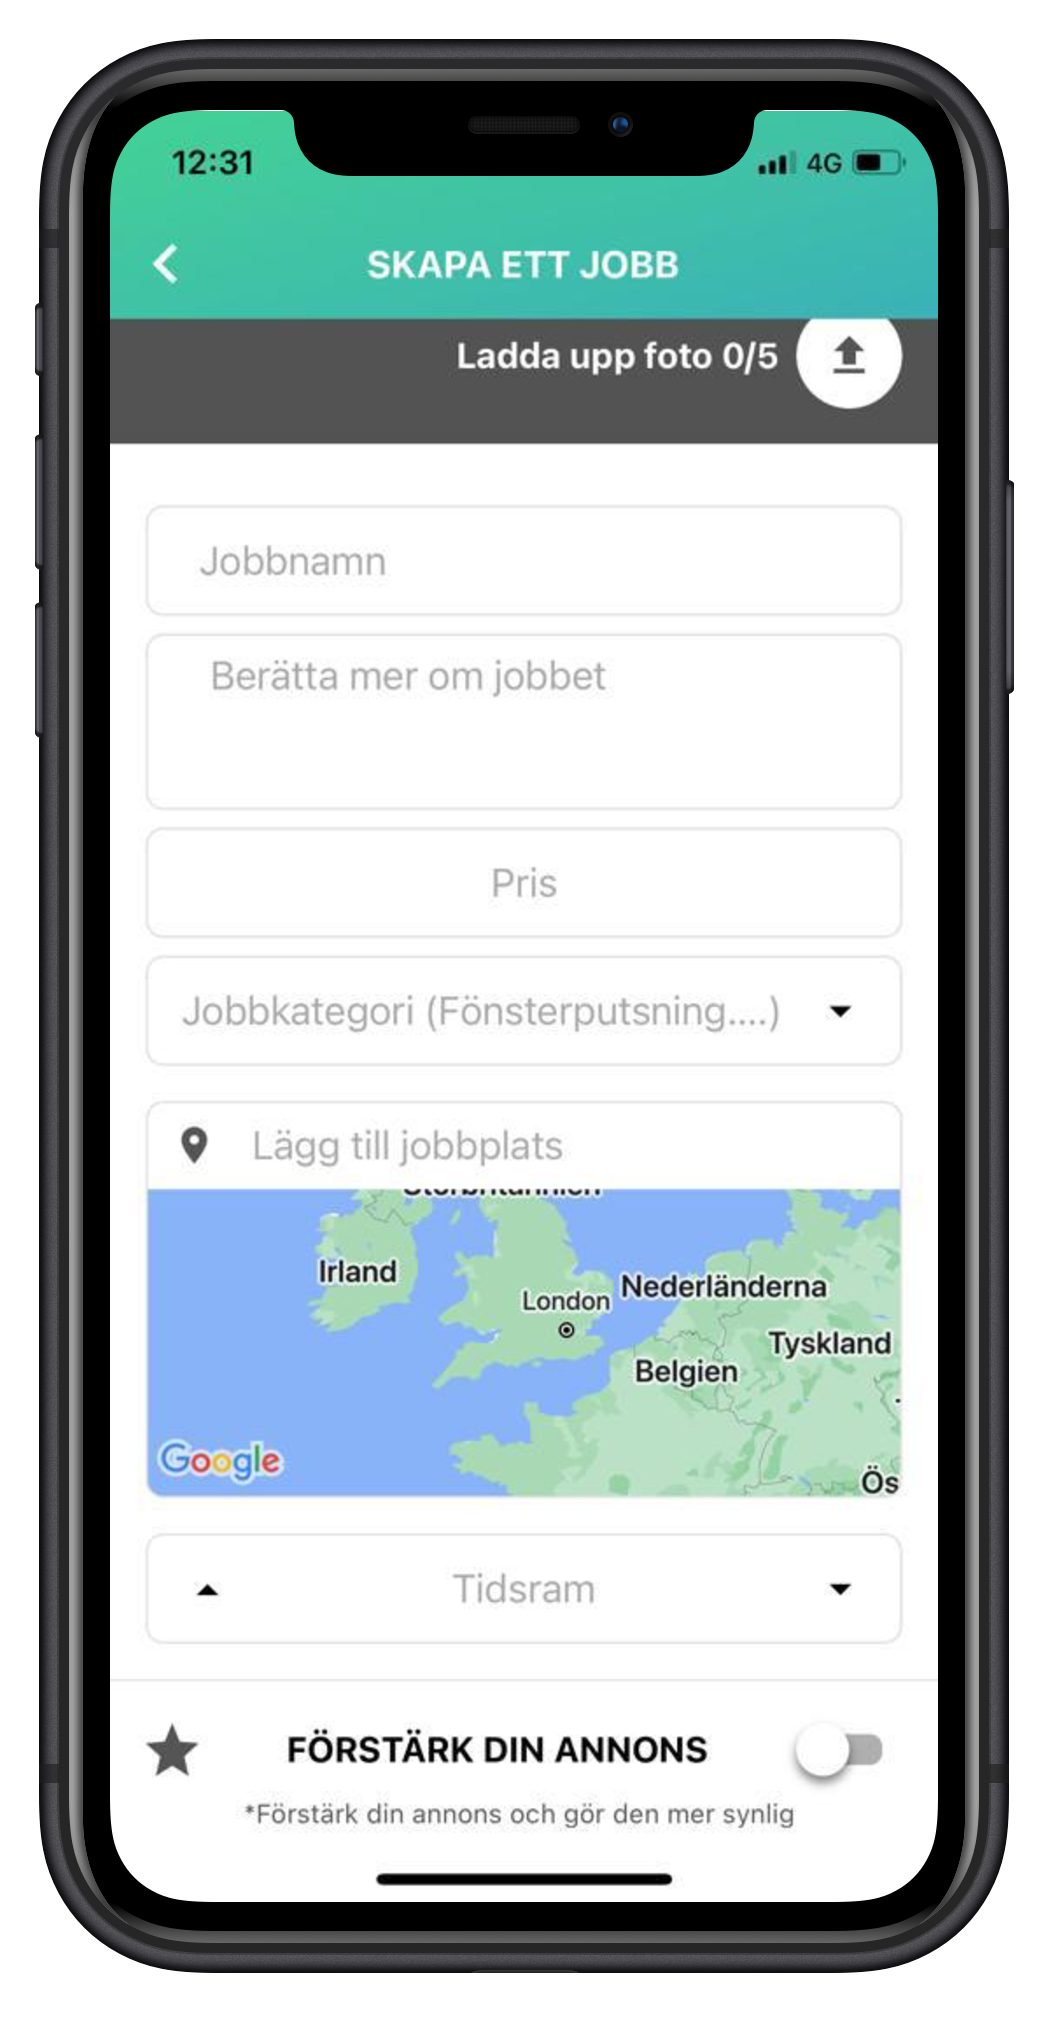 12:31
4G
SKAPA ETT JOBB
Ladda upp foto 0/5
Jobbnamn
Berätta mer om jobbet
Pris
Jobbkategori (Fönsterputsning....)
Lägg till jobbplats
Storbritannien
Irland
Nederländerna
London
Tyskland
Belgien
Google
Ös
Tidsram
FÖRSTÄRK DIN ANNONS
*Förstärk din annons och gör den mer synlig